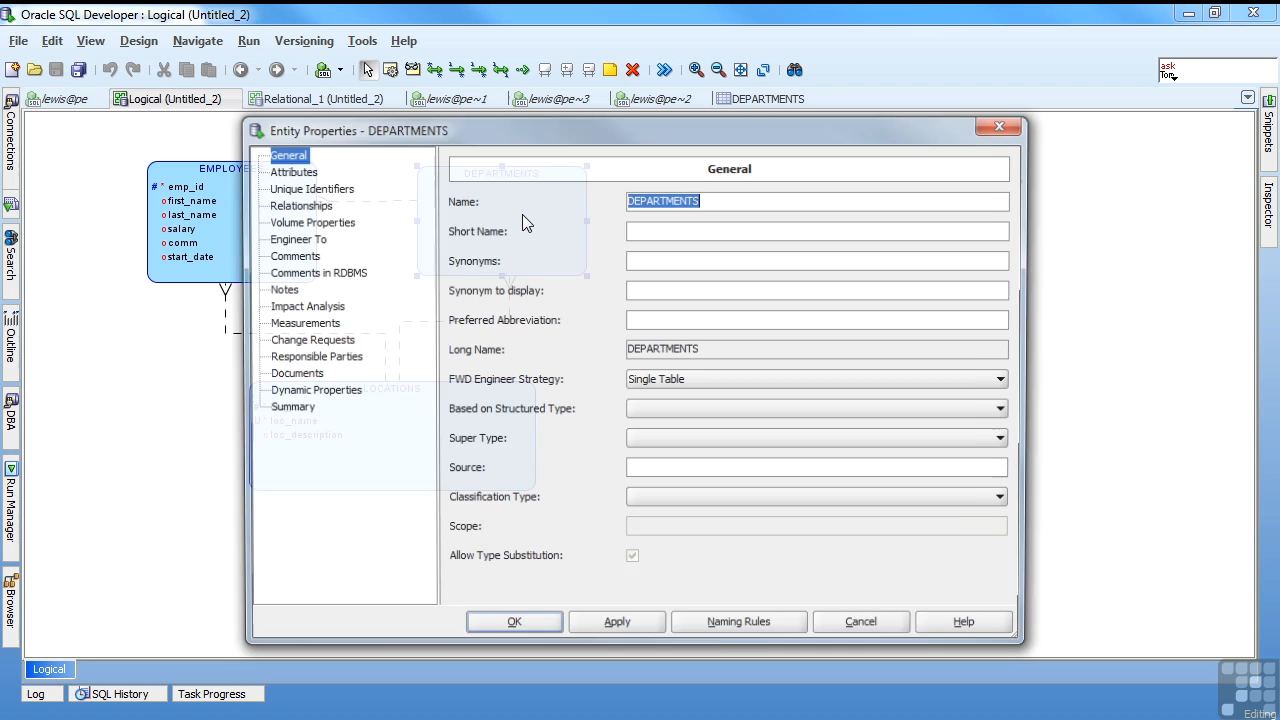 Oracle SQL Developer : Logical (Untitled_2)
File Edit View Design Navigate Run Versioning Tools Help
ask
Tom
lewis@pe Logical (Untitled_2) Relational_1 (Untitled_2) lewis@pe~1 lewis@pe~3 lewis@pe~2 DEPARTMENTS
Connections
Search
Outline
DBA
Run Manager
Browser
Snippets
Inspector
EMPLOYE
# * emp_id
o first_name
o last_name
o salary
o comm
o start_date
Entity Properties - DEPARTMENTS
General
Attributes
Unique Identifiers
Relationships
Volume Properties
Engineer To
Comments
Comments in RDBMS
Notes
Impact Analysis
Measurements
Change Requests
Responsible Parties
Documents
Dynamic Properties
Summary
DEPARTMENTS
LOCATIONS
U * loc_name
o loc_description
General
Name: DEPARTMENTS
Short Name:
Synonyms:
Synonym to display:
Preferred Abbreviation:
Long Name: DEPARTMENTS
FWD Engineer Strategy: Single Table
Based on Structured Type:
Super Type:
Source:
Classification Type:
Scope:
Allow Type Substitution:
OK Apply Naming Rules Cancel Help
Logical
Log SQL History Task Progress
Editing